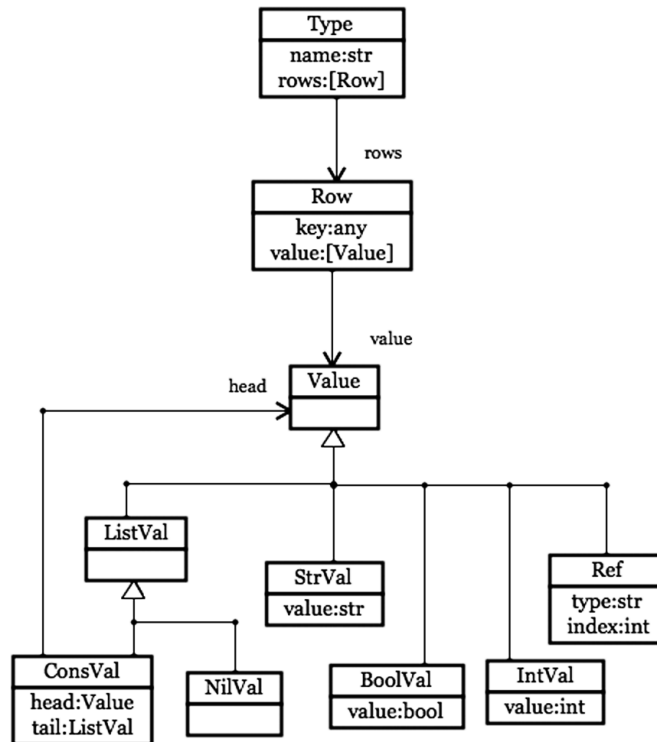 Type
name:str
rows:[Row]
rows
Row
key:any
value:[Value]
value
Value
head
ListVal
StrVal
value:str
Ref
type:str
index:int
ConsVal
head:Value
tail:ListVal
NilVal
BoolVal
value:bool
IntVal
value:int